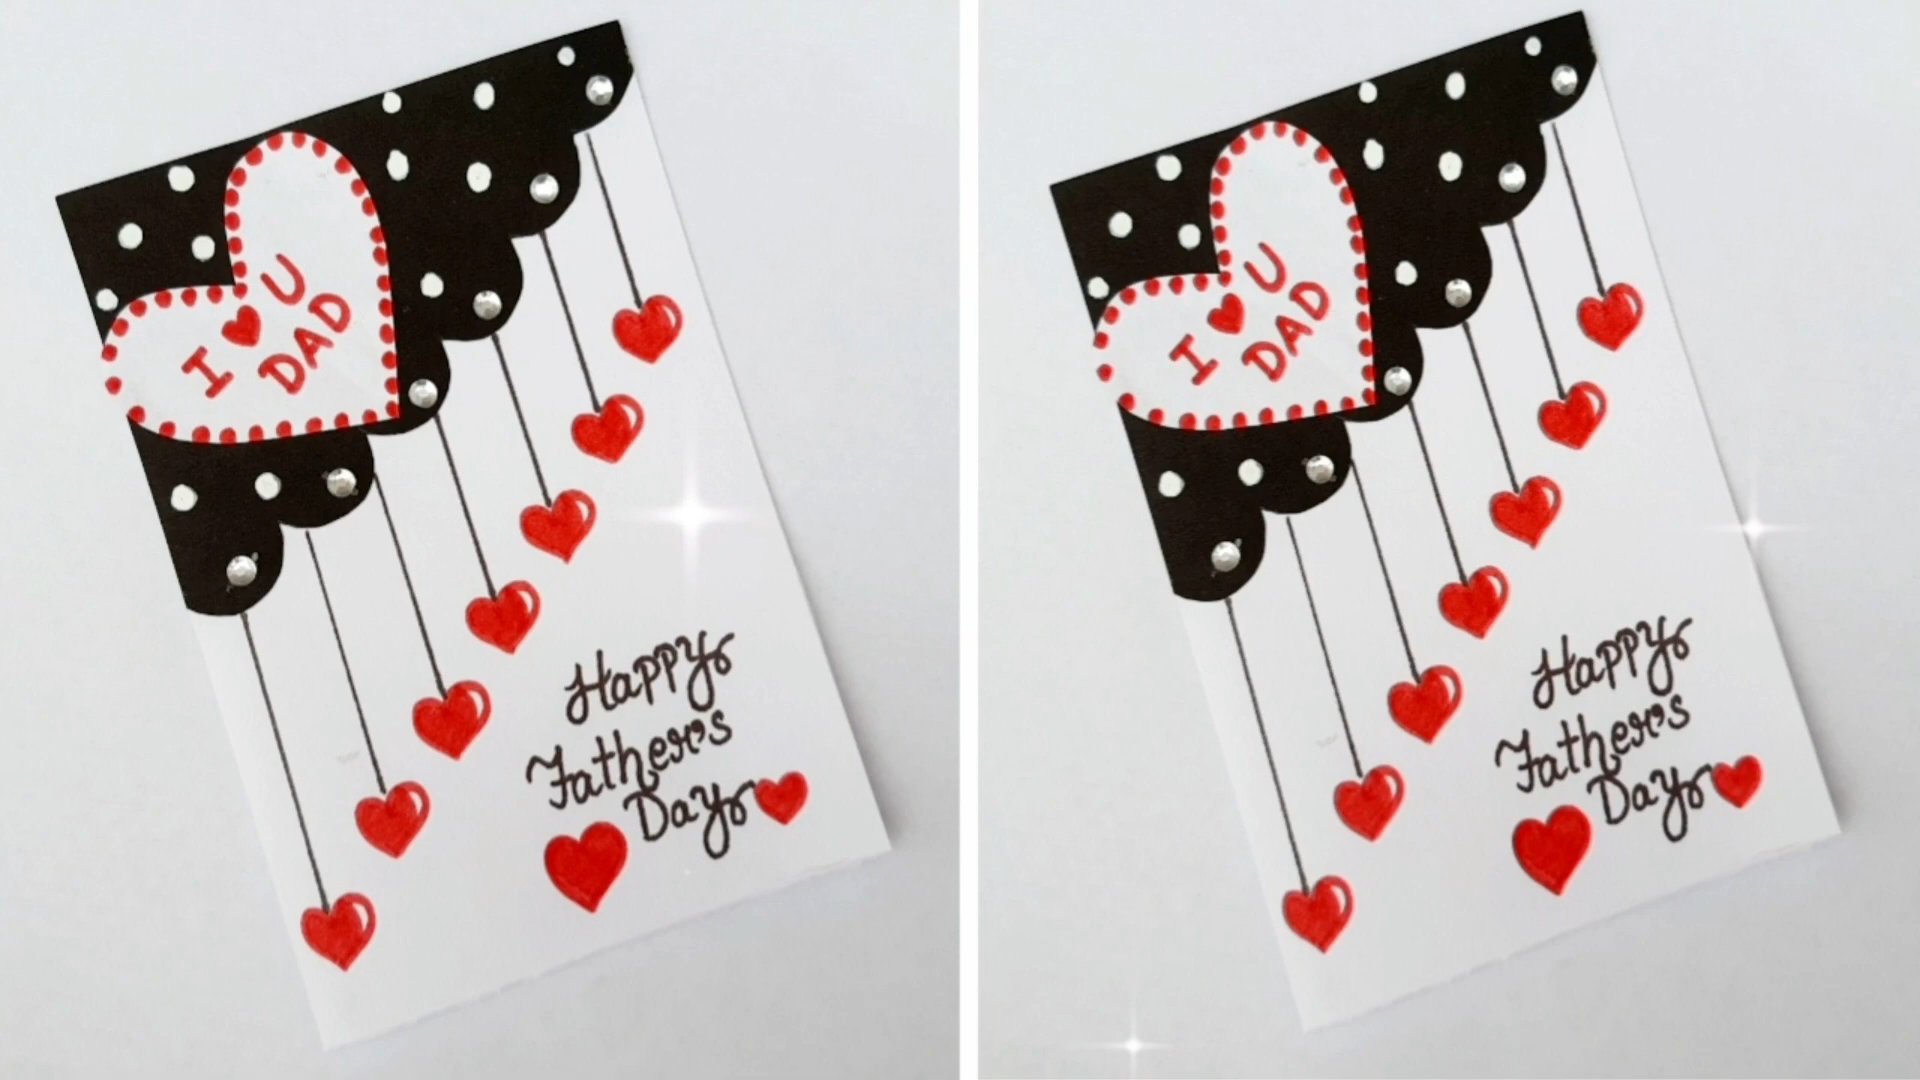 I ❤ U
DAD
Happy
Father's
Day
I ❤ U
DAD
Happy
Father's
Day